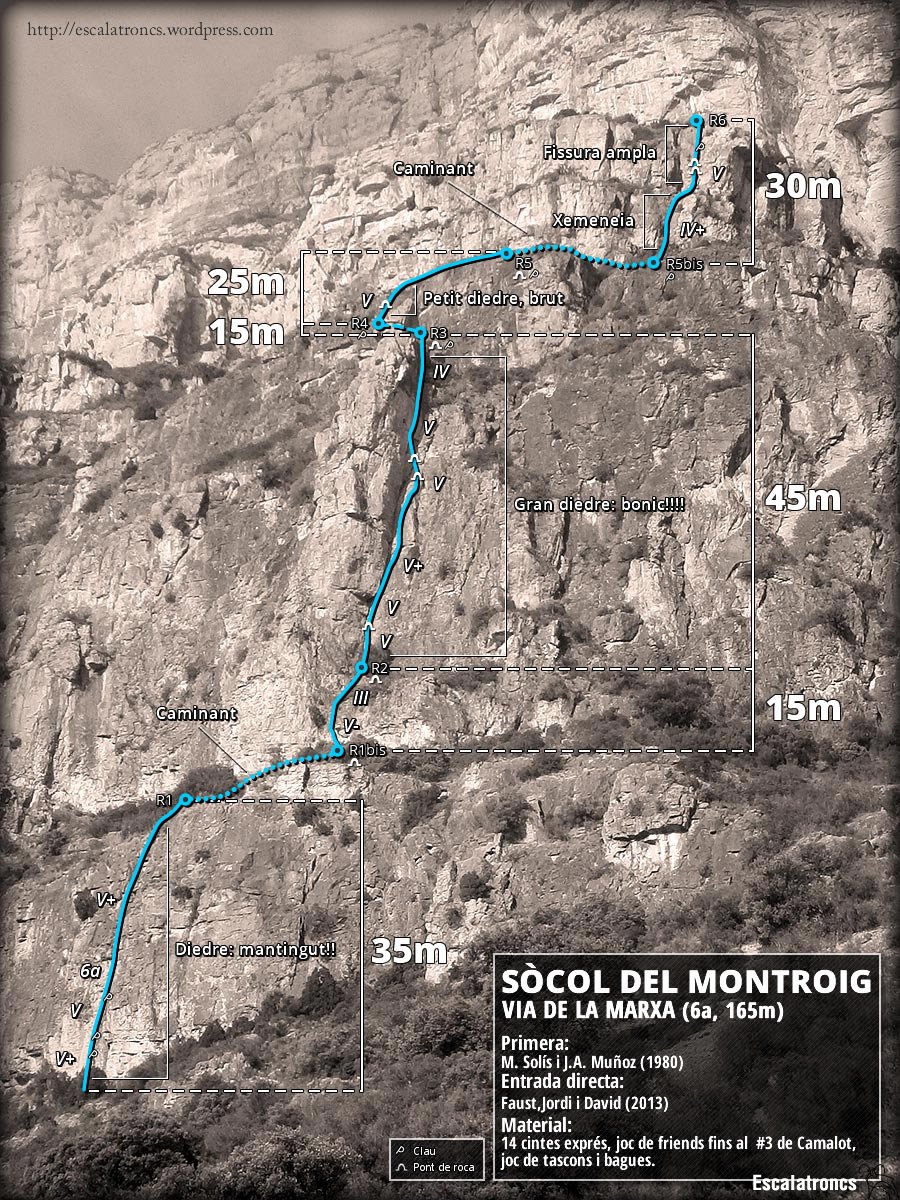 http://escalatroncs.wordpress.com
R6
Fissura ampla
V
30m
Caminant
Xemeneia
IV+
R5
R5bis
25m
V
Petit diedre, brut
15m
R4
R3
IV
V
V
Gran diedre: bonic!!!!
45m
V+
V
V
R2
III
15m
Caminant
V-
R1bis
R1
V+
Diedre: mantingut!!
35m
6a
V
V+
SÒCOL DEL MONTROIG
VIA DE LA MARXA (6a, 165m)
Primera:
M. Solís i J.A. Muñoz (1980)
Entrada directa:
Faust,Jordi i David (2013)
Material:
14 cintes exprés, joc de friends fins al #3 de Camalot,
joc de tascons i bagues.
Clau
Pont de roca
Escalatroncs